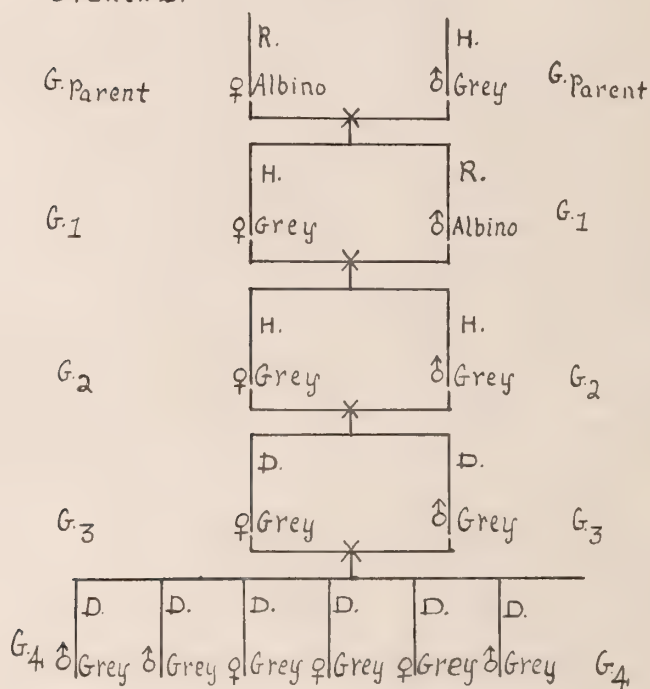 R. H.
G.Parent ♀ Albino ♂ Grey G.Parent
H. R.
G.1 ♀ Grey ♂ Albino G.1
H. H.
G.2 ♀ Grey ♂ Grey G.2
D. D.
G.3 ♀ Grey ♂ Grey G.3
D. D. D. D. D. D.
G.4 ♂ Grey ♂ Grey ♀ Grey ♀ Grey ♀ Grey ♂ Grey G.4